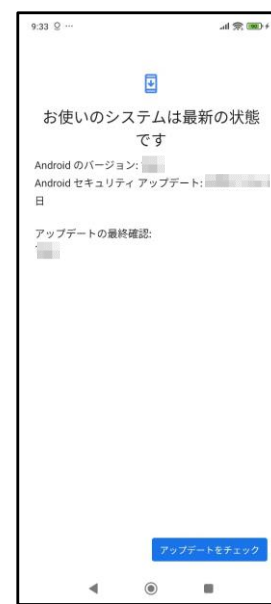 9:33
お使いのシステムは最新の状態
です
Android のバージョン:
Android セキュリティ アップデート:
日
アップデートの最終確認:
アップデートをチェック